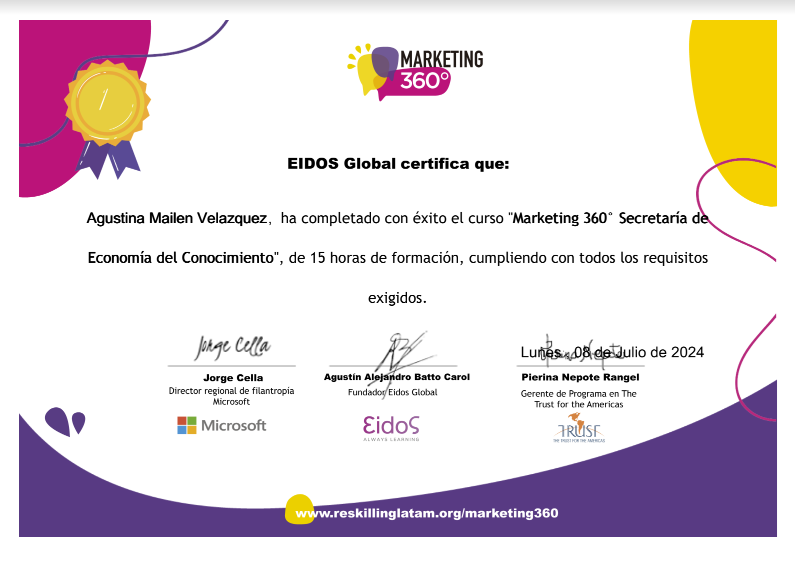 MARKETING
360°
EIDOS Global certifica que:
Agustina Mailen Velazquez, ha completado con éxito el curso "Marketing 360° Secretaría de
Economía del Conocimiento", de 15 horas de formación, cumpliendo con todos los requisitos
exigidos.
Jorge Cella
Lunes, 08 de Julio de 2024
Jorge Cella
Agustín Alejandro Batto Carol
Pierina Nepote Rangel
Director regional de filantropia
Microsoft
Fundador Eidos Global
Gerente de Programa en The
Trust for the Americas
Microsoft
EidoS
ALWAYS LEARNING
TRUST
THE TRUST FOR THE AMERICAS
www.reskillinglatam.org/marketing360